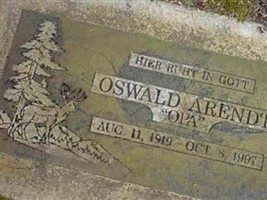 HIER RUHT IN GOTT
OSWALD ARENDT
"OPA"
AUG. 11, 1919 OCT. 8, 1997